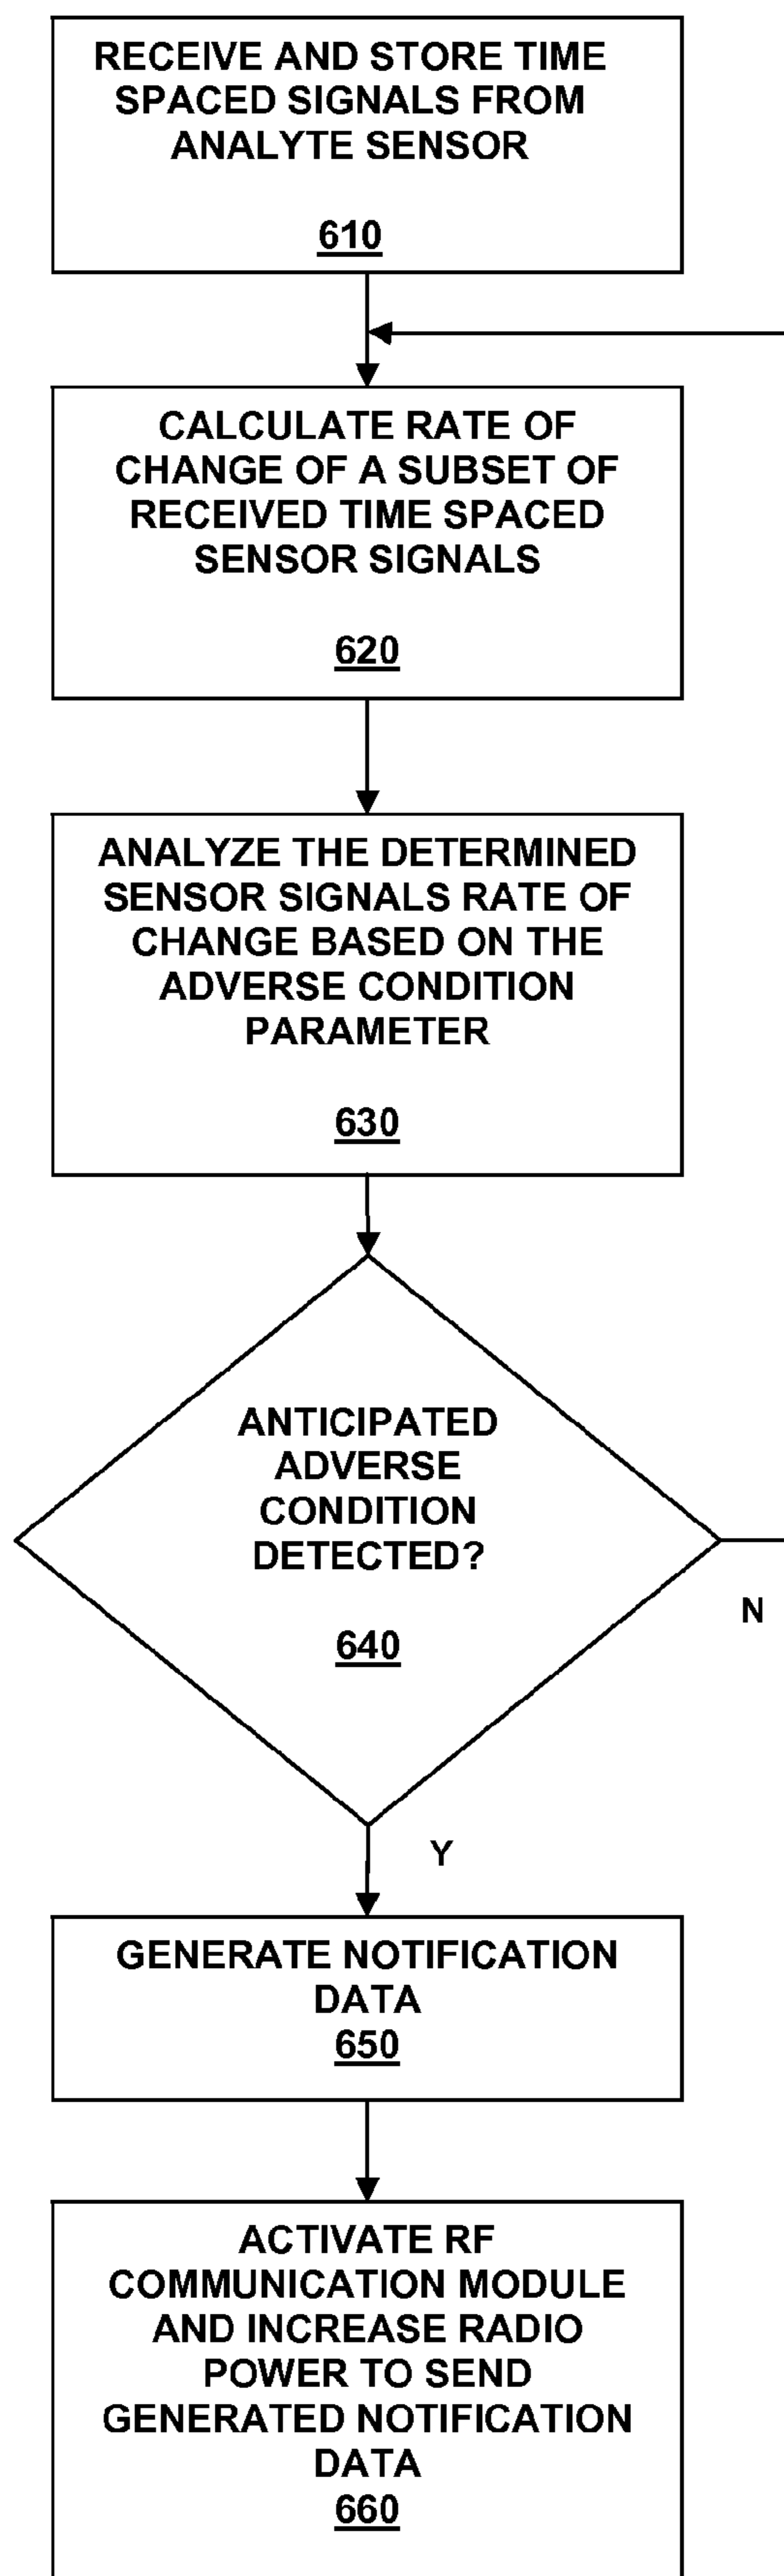 RECEIVE AND STORE TIME
SPACED SIGNALS FROM
ANALYTE SENSOR
610
CALCULATE RATE OF
CHANGE OF A SUBSET OF
RECEIVED TIME SPACED
SENSOR SIGNALS
620
ANALYZE THE DETERMINED
SENSOR SIGNALS RATE OF
CHANGE BASED ON THE
ADVERSE CONDITION
PARAMETER
630
ANTICIPATED
ADVERSE
CONDITION
DETECTED?
640
N
Y
GENERATE NOTIFICATION
DATA
650
ACTIVATE RF
COMMUNICATION MODULE
AND INCREASE RADIO
POWER TO SEND
GENERATED NOTIFICATION
DATA
660